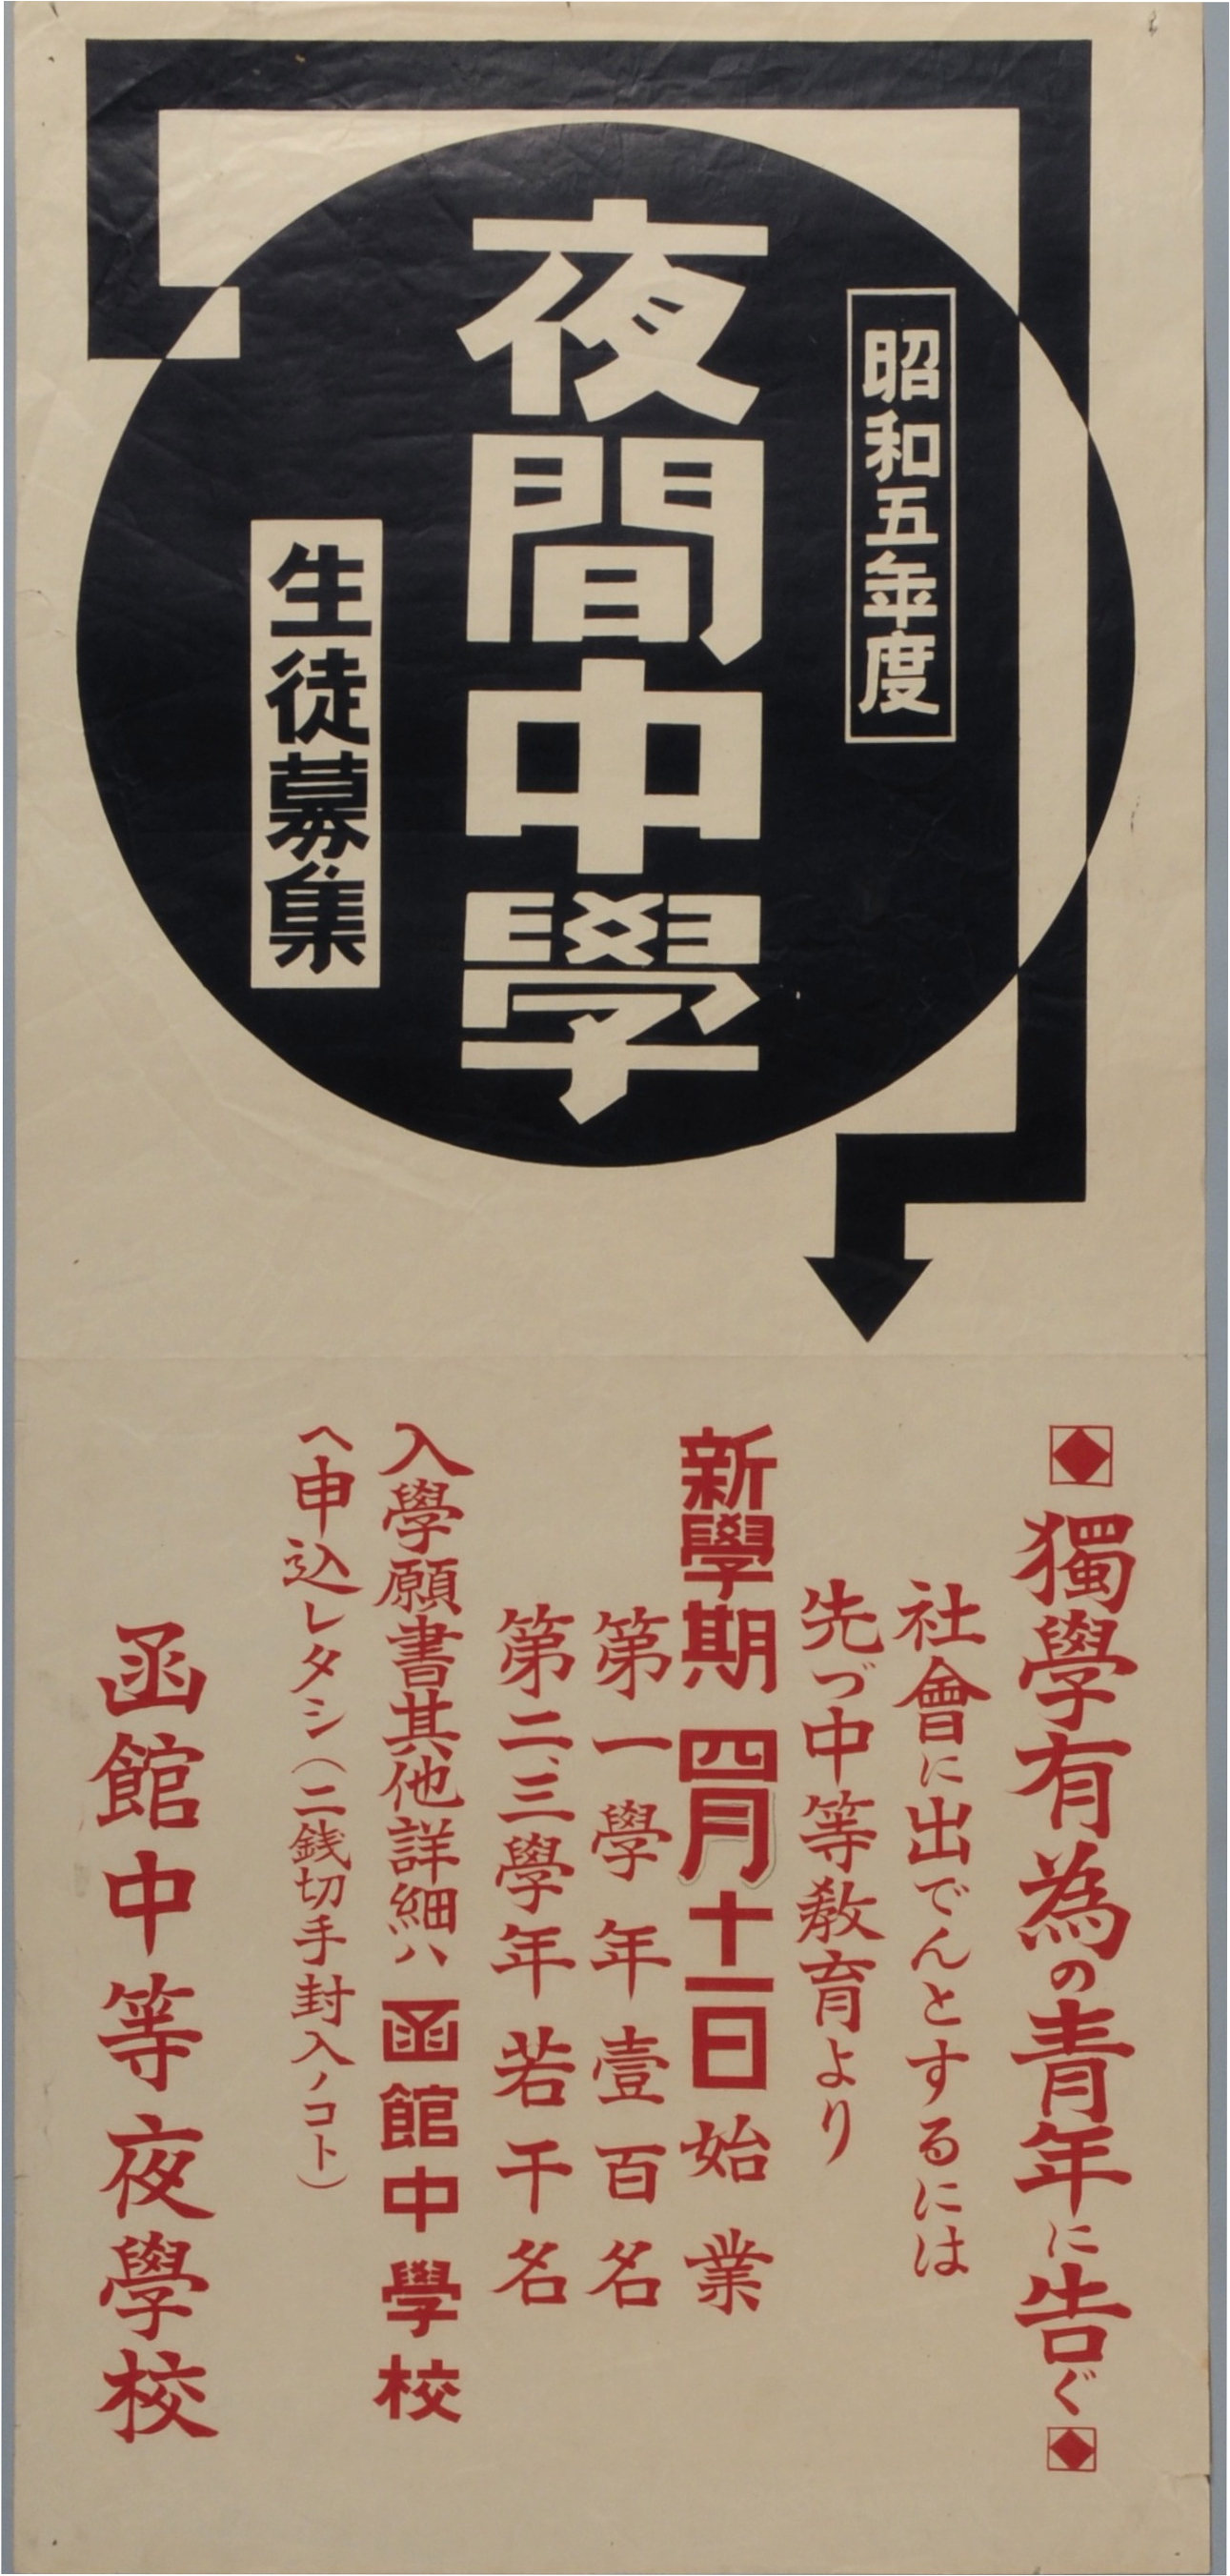 昭和五年度
夜間中學
生徒募集
獨學有為の青年に告ぐ
社會に出でんとするには
先づ中等敎育より
新學期 四月十一日始業
第一學年壹百名
第二、三學年若干名
入學願書其他詳細ハ函館中學校
ヘ申込レタシ（二銭切手封入ノコト）
函館中等夜學校